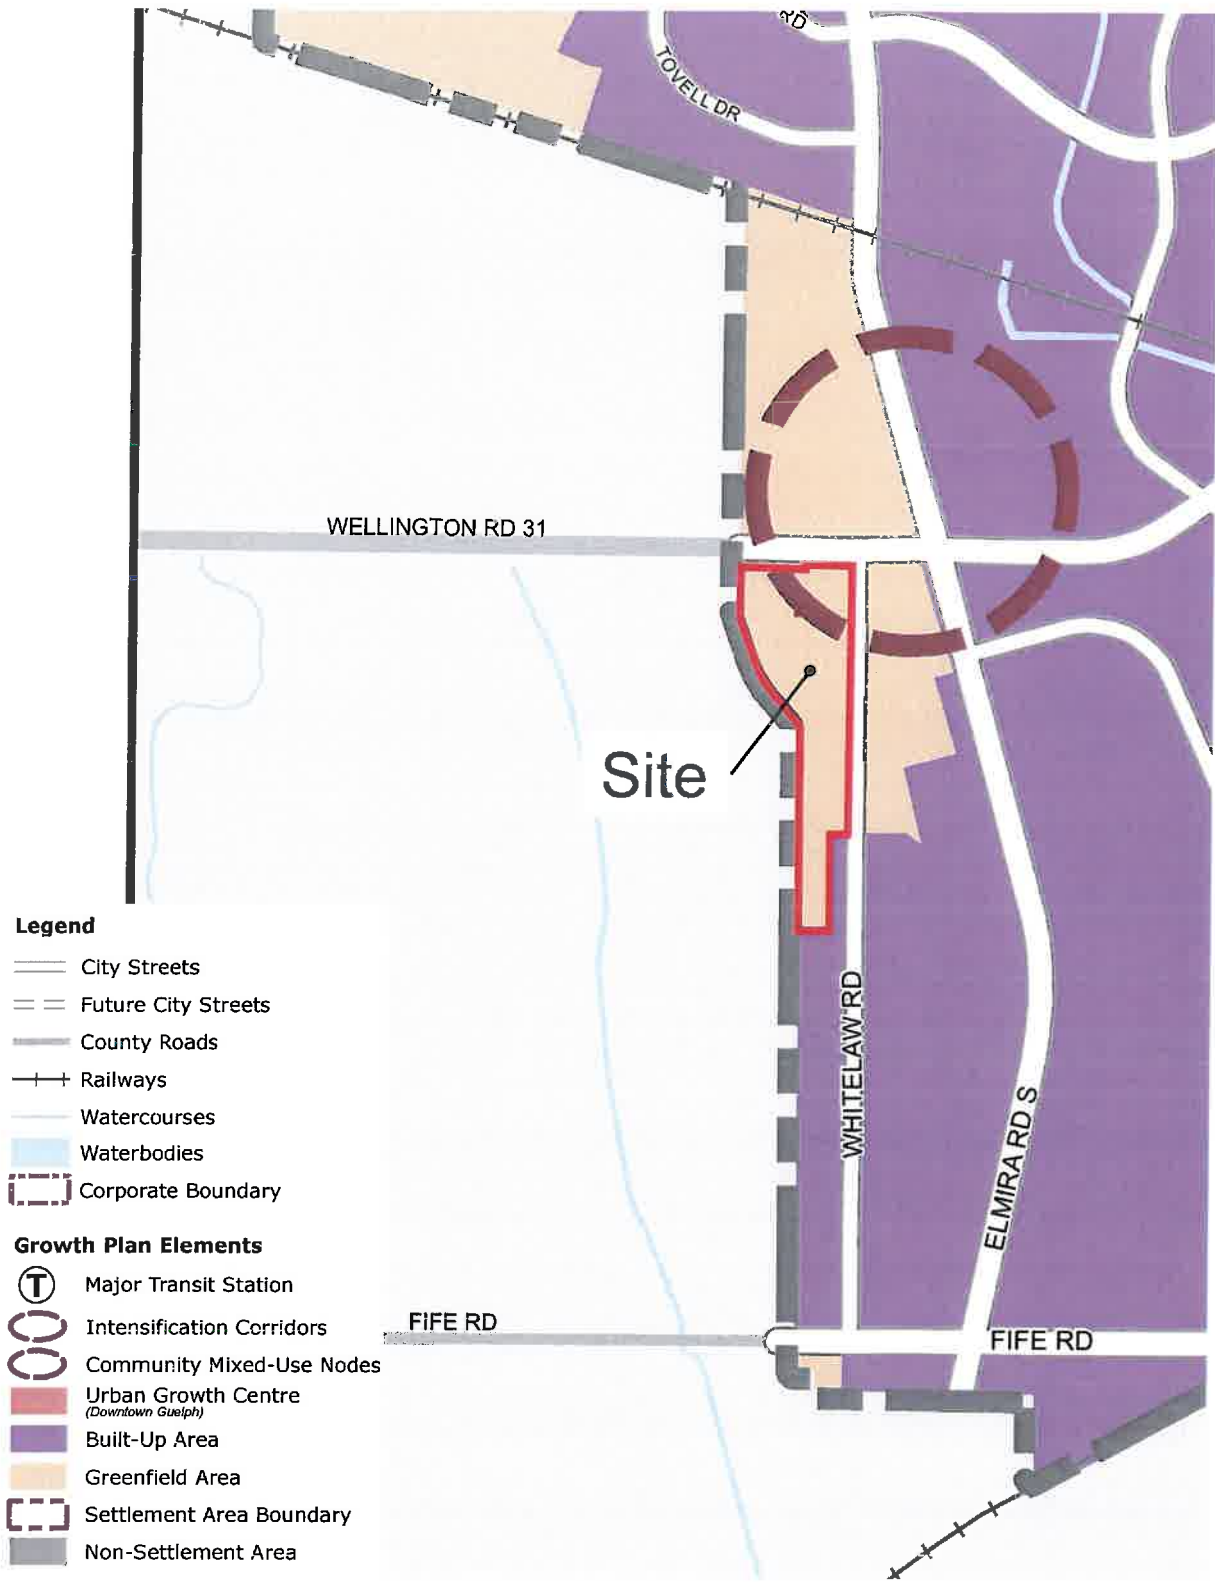 RD
TOVELL DR
WELLINGTON RD 31
Site
WHITELAW RD
ELMIRA RD S
FIFE RD
FIFE RD
Legend
City Streets
Future City Streets
County Roads
Railways
Watercourses
Waterbodies
Corporate Boundary
Growth Plan Elements
T Major Transit Station
Intensification Corridors
Community Mixed-Use Nodes
Urban Growth Centre
(Downtown Guelph)
Built-Up Area
Greenfield Area
Settlement Area Boundary
Non-Settlement Area